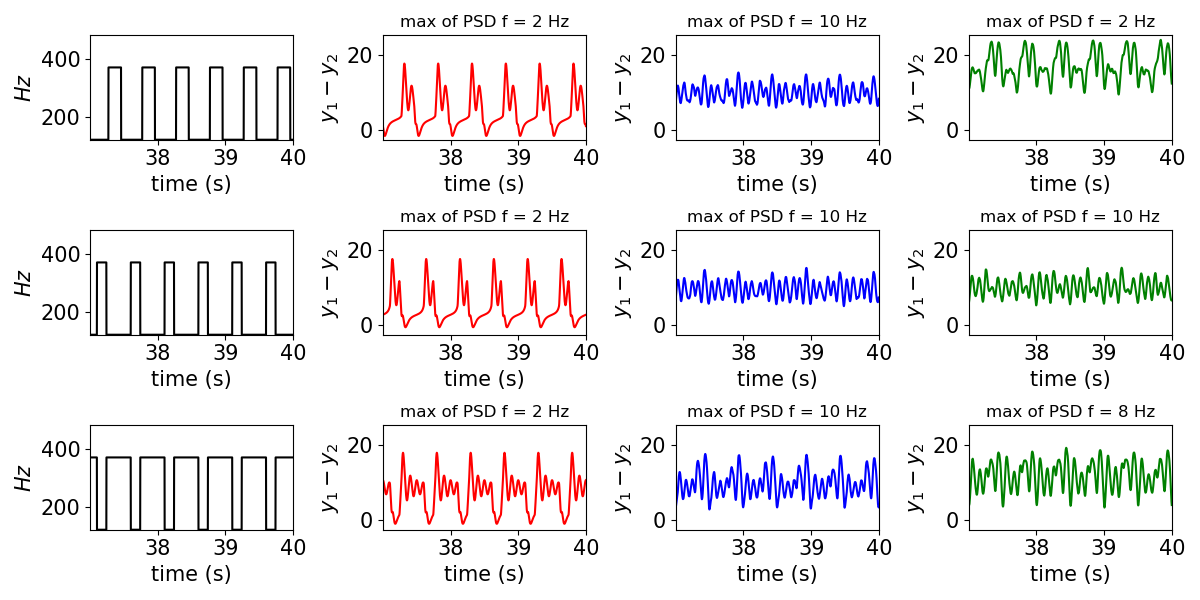 max of PSD f = 2 Hz
max of PSD f = 10 Hz
max of PSD f = 2 Hz
400
200
Hz
38 39 40
time (s)
20
0
y₁ − y₂
38 39 40
time (s)
20
0
y₁ − y₂
38 39 40
time (s)
20
0
y₁ − y₂
38 39 40
time (s)
max of PSD f = 2 Hz
max of PSD f = 10 Hz
max of PSD f = 10 Hz
400
200
Hz
38 39 40
time (s)
20
0
y₁ − y₂
38 39 40
time (s)
20
0
y₁ − y₂
38 39 40
time (s)
20
0
y₁ − y₂
38 39 40
time (s)
max of PSD f = 2 Hz
max of PSD f = 10 Hz
max of PSD f = 8 Hz
400
200
Hz
38 39 40
time (s)
20
0
y₁ − y₂
38 39 40
time (s)
20
0
y₁ − y₂
38 39 40
time (s)
20
0
y₁ − y₂
38 39 40
time (s)